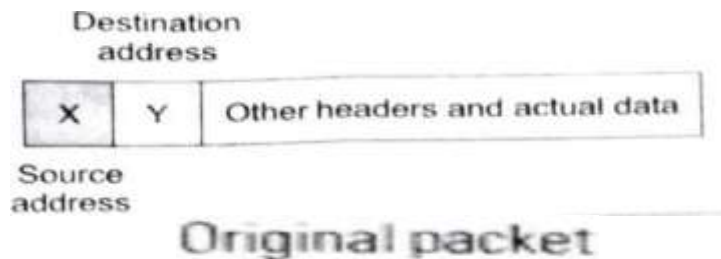 Destination
address
X Y Other headers and actual data
Source
address
Original packet